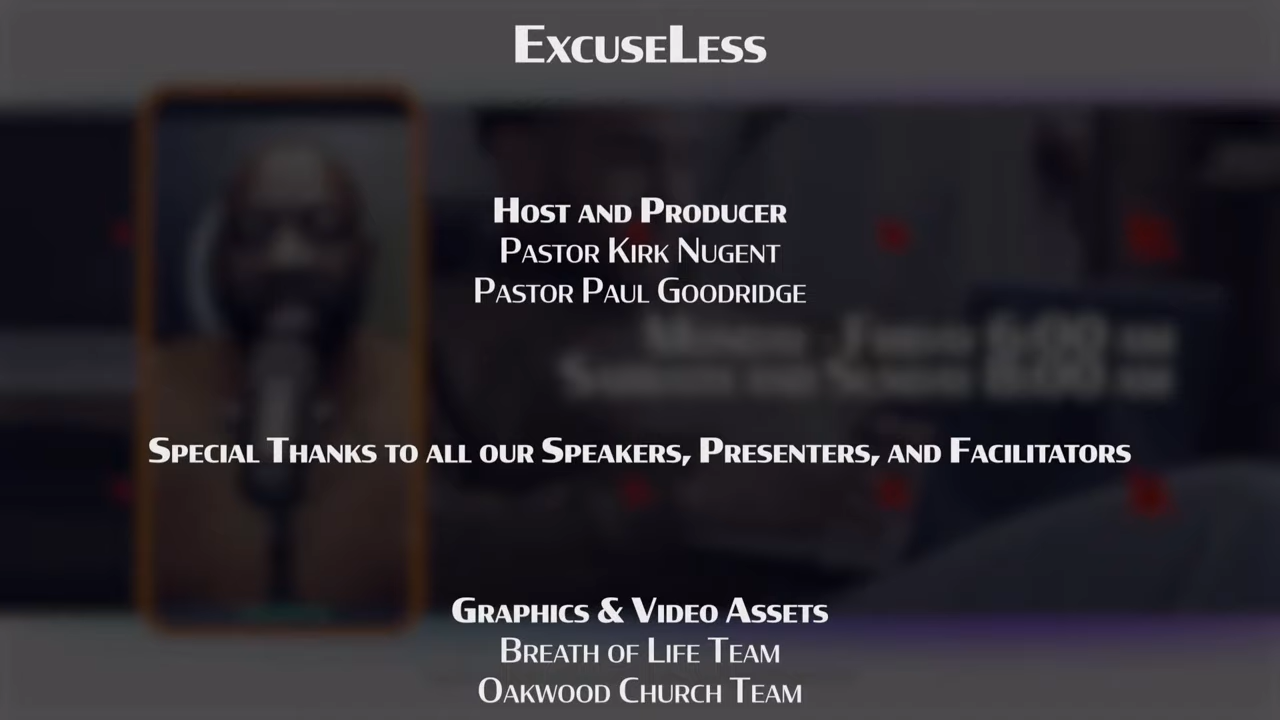 ExcuseLess
Host and Producer
Pastor Kirk Nugent
Pastor Paul Goodridge
Special Thanks to all our Speakers, Presenters, and Facilitators
Graphics & Video Assets
Breath of Life Team
Oakwood Church Team